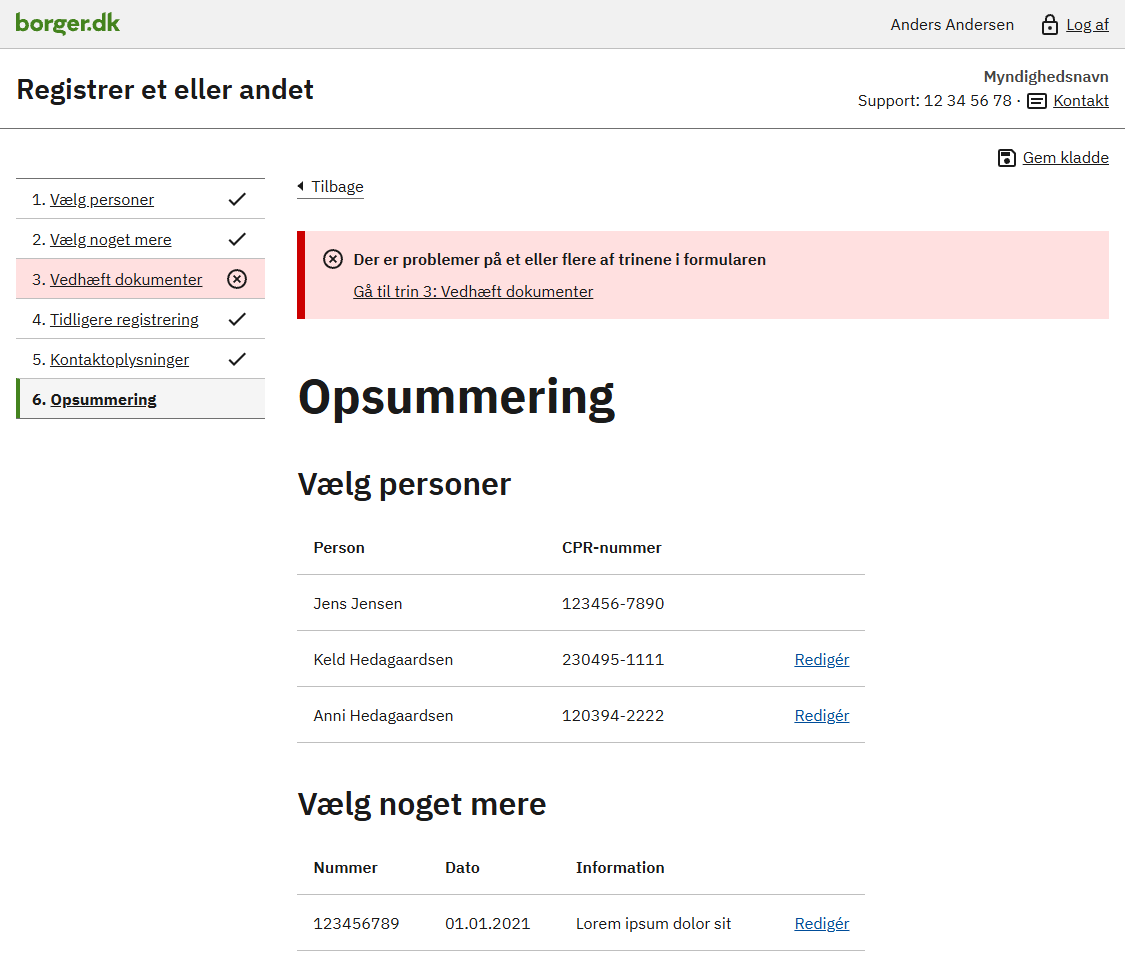 borger.dk
Anders Andersen Log af
Registrer et eller andet
Myndighedsnavn
Support: 12 34 56 78 · Kontakt
Gem kladde
1. Vælg personer
2. Vælg noget mere
3. Vedhæft dokumenter
4. Tidligere registrering
5. Kontaktoplysninger
6. Opsummering
Tilbage
Der er problemer på et eller flere af trinene i formularen
Gå til trin 3: Vedhæft dokumenter
Opsummering
Vælg personer
Person CPR-nummer
Jens Jensen 123456-7890
Keld Hedagaardsen 230495-1111 Redigér
Anni Hedagaardsen 120394-2222 Redigér
Vælg noget mere
Nummer Dato Information
123456789 01.01.2021 Lorem ipsum dolor sit Redigér